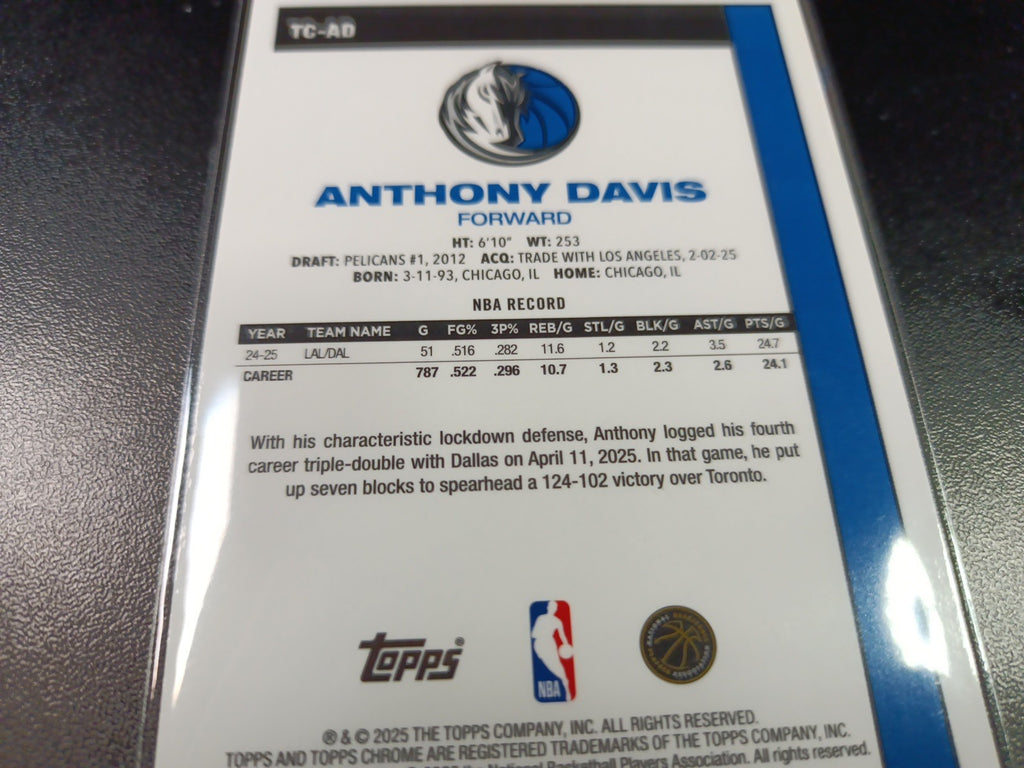 TC-AD
ANTHONY DAVIS
FORWARD
HT: 6'10" WT: 253
DRAFT: PELICANS #1, 2012 ACQ: TRADE WITH LOS ANGELES, 2-02-25
BORN: 3-11-93, CHICAGO, IL HOME: CHICAGO, IL
NBA RECORD
YEAR TEAM NAME G FG% 3P% REB/G STL/G BLK/G AST/G PTS/G
24-25 LAL/DAL 51 .516 .282 11.6 1.2 2.2 3.5 24.7
CAREER 787 .522 .296 10.7 1.3 2.3 2.6 24.1
With his characteristic lockdown defense, Anthony logged his fourth
career triple-double with Dallas on April 11, 2025. In that game, he put
up seven blocks to spearhead a 124-102 victory over Toronto.
Topps®
NBA
® & © 2025 THE TOPPS COMPANY, INC. ALL RIGHTS RESERVED.
TOPPS AND TOPPS CHROME ARE REGISTERED TRADEMARKS OF THE TOPPS COMPANY, INC.
National Basketball Players Association. All rights reserved.